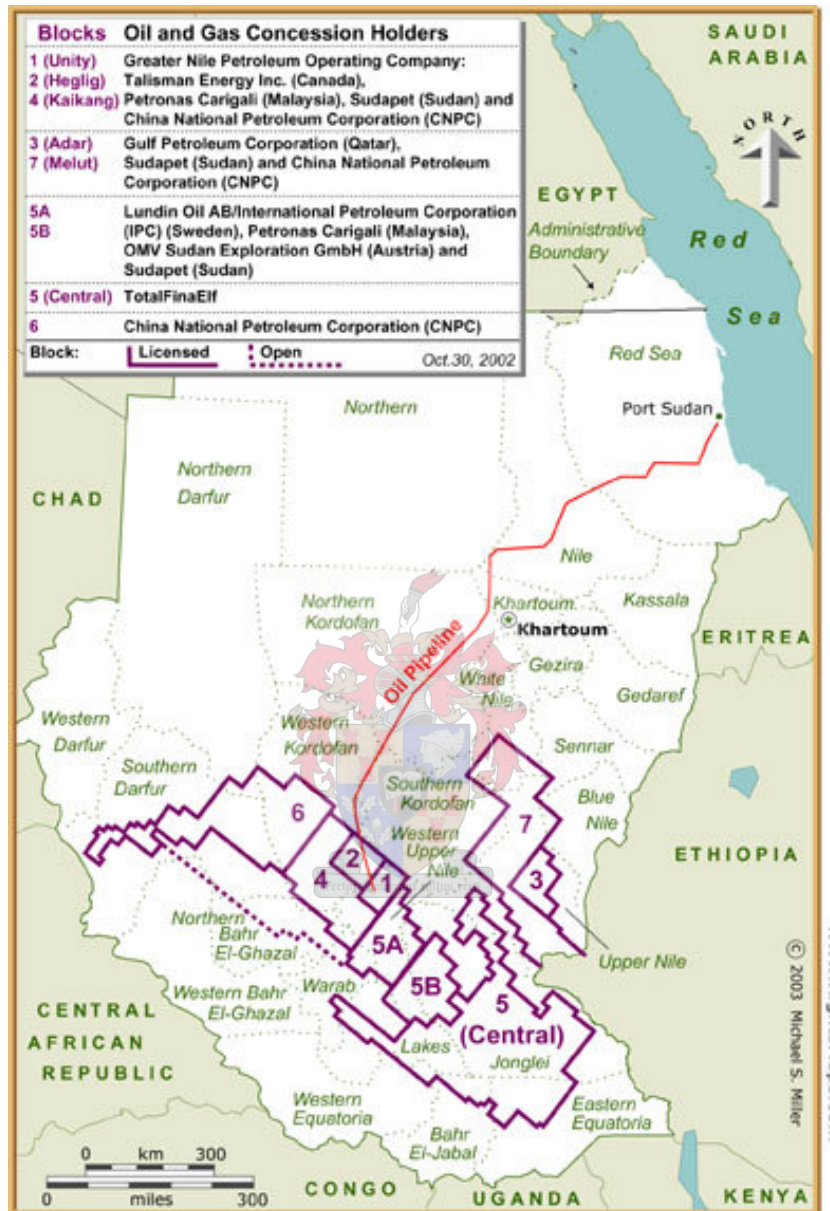 Blocks Oil and Gas Concession Holders
1 (Unity) Greater Nile Petroleum Operating Company:
2 (Heglig) Talisman Energy Inc. (Canada),
4 (Kaikang) Petronas Carigali (Malaysia), Sudapet (Sudan) and
China National Petroleum Corporation (CNPC)
3 (Adar) Gulf Petroleum Corporation (Qatar),
7 (Melut) Sudapet (Sudan) and China National Petroleum
Corporation (CNPC)
5A Lundin Oil AB/International Petroleum Corporation
5B (IPC) (Sweden), Petronas Carigali (Malaysia),
OMV Sudan Exploration GmbH (Austria) and
Sudapet (Sudan)
5 (Central) TotalFinaElf
6 China National Petroleum Corporation (CNPC)
Block: Licensed Open Oct.30, 2002
SAUDI
ARABIA
NORTH
EGYPT
Administrative
Boundary
Red
Sea
Red Sea
Port Sudan
Northern
Northern
Darfur
CHAD
Nile
Northern
Kordofan
Khartoum
Khartoum
Kassala
ERITREA
Oil Pipeline
Gezira
White
Nile
Gedaref
Western
Darfur
Western
Kordofan
Sennar
Southern
Darfur
Southern
Kordofan
Blue
Nile
6
7
Western
Upper
Nile
2
4
1
3
ETHIOPIA
Northern
Bahr
El-Ghazal
5A
Upper Nile
Western Bahr
El-Ghazal
Warab
5B
5
(Central)
CENTRAL
AFRICAN
REPUBLIC
Lakes
Jonglei
Western
Equatoria
Eastern
Equatoria
Bahr
El-Jabal
© 2003 Michael S. Miller
0 km 300
0 miles 300
CONGO
UGANDA
KENYA